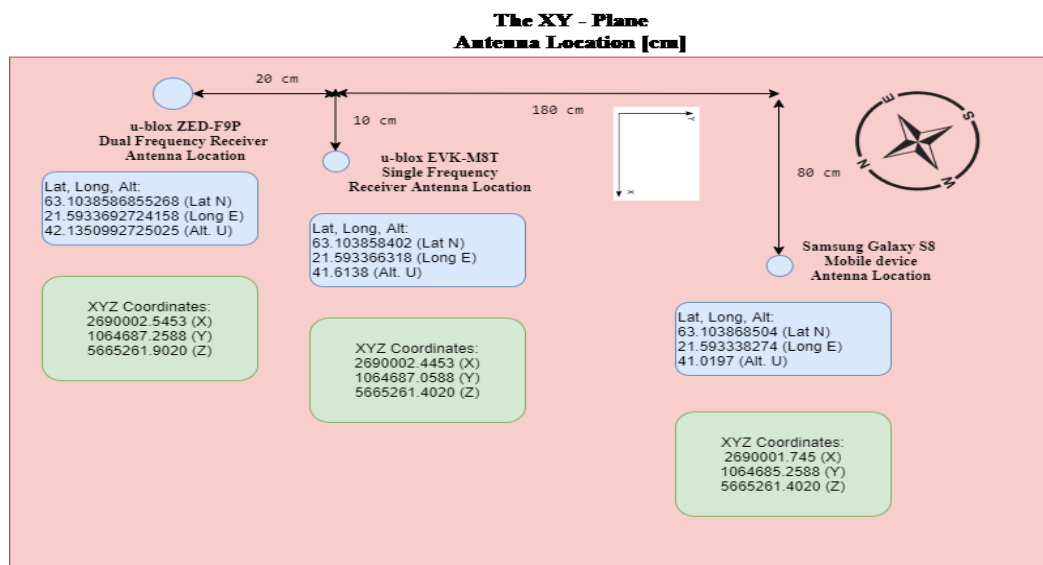 The XY - Plane
Antenna Location [cm]
20 cm
180 cm
10 cm
80 cm
u-blox ZED-F9P
Dual Frequency Receiver
Antenna Location
u-blox EVK-M8T
Single Frequency
Receiver Antenna Location
Y
X
E
S
N
W
Samsung Galaxy S8
Mobile device
Antenna Location
Lat, Long, Alt:
63.1038586855268 (Lat N)
21.5933692724158 (Long E)
42.1350992725025 (Alt. U)
Lat, Long, Alt:
63.103858402 (Lat N)
21.593366318 (Long E)
41.6138 (Alt. U)
Lat, Long, Alt:
63.103868504 (Lat N)
21.593338274 (Long E)
41.0197 (Alt. U)
XYZ Coordinates:
2690002.5453 (X)
1064687.2588 (Y)
5665261.9020 (Z)
XYZ Coordinates:
2690002.4453 (X)
1064687.0588 (Y)
5665261.4020 (Z)
XYZ Coordinates:
2690001.745 (X)
1064685.2588 (Y)
5665261.4020 (Z)